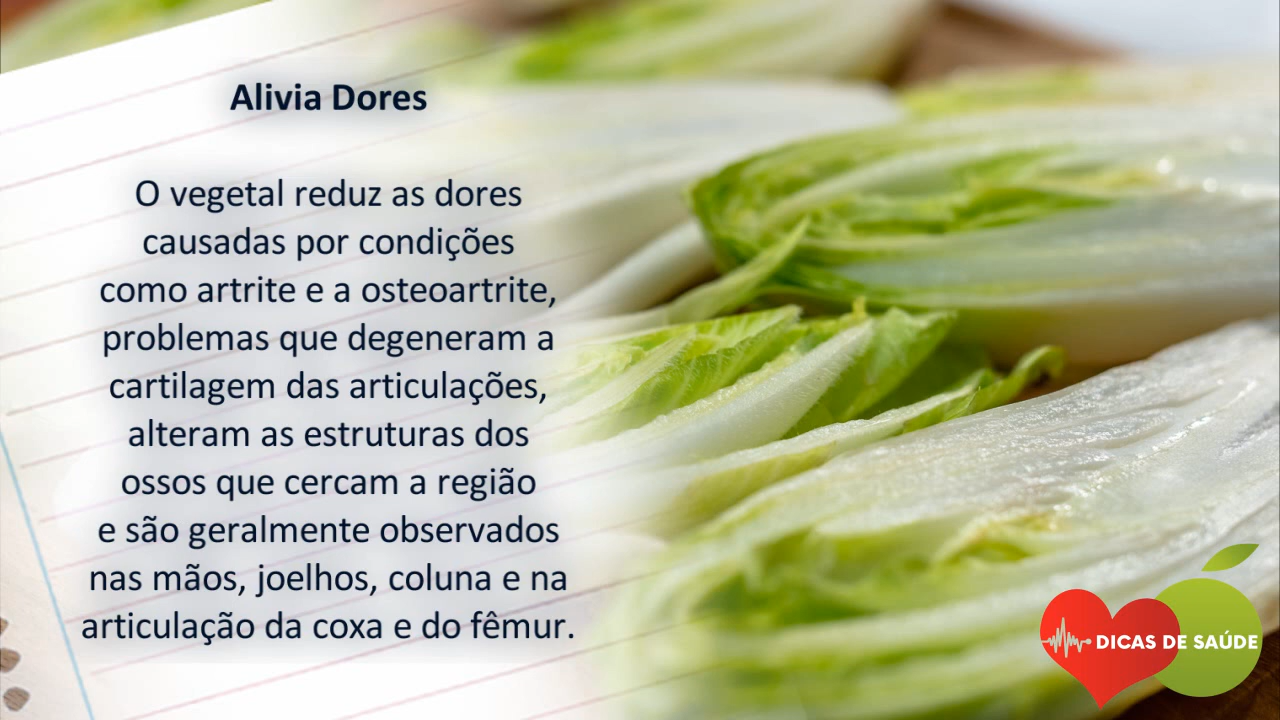 Alivia Dores
O vegetal reduz as dores
causadas por condições
como artrite e a osteoartrite,
problemas que degeneram a
cartilagem das articulações,
alteram as estruturas dos
ossos que cercam a região
e são geralmente observados
nas mãos, joelhos, coluna e na
articulação da coxa e do fêmur.
DICAS DE SAÚDE